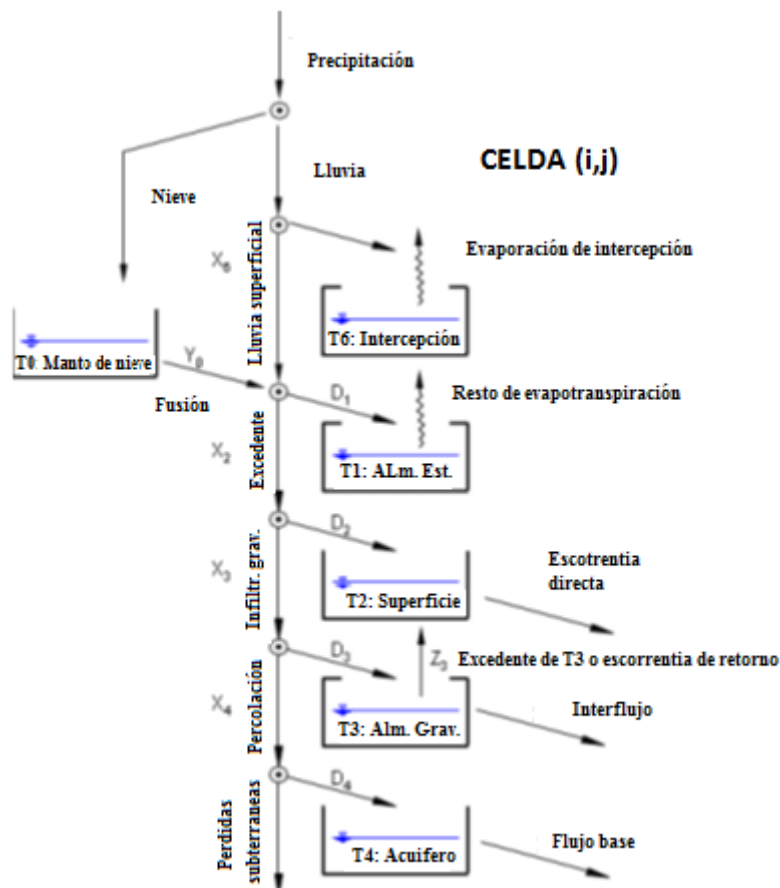 Precipitación
CELDA (i,j)
Lluvia
Nieve
X6
Lluvia superficial
Evaporación de intercepción
T6: Intercepción
T0: Manto de nieve
Y0
Fusión
D1
Resto de evapotranspiración
X2
Excedente
T1: ALm. Est.
D2
X3
Infiltr. grav.
T2: Superficie
Escotrentia
directa
D3
Z3
Excedente de T3 o escorrentia de retorno
X4
Percolación
T3: Alm. Grav.
Interflujo
D4
Perdidas
subterraneas
T4: Acuifero
Flujo base